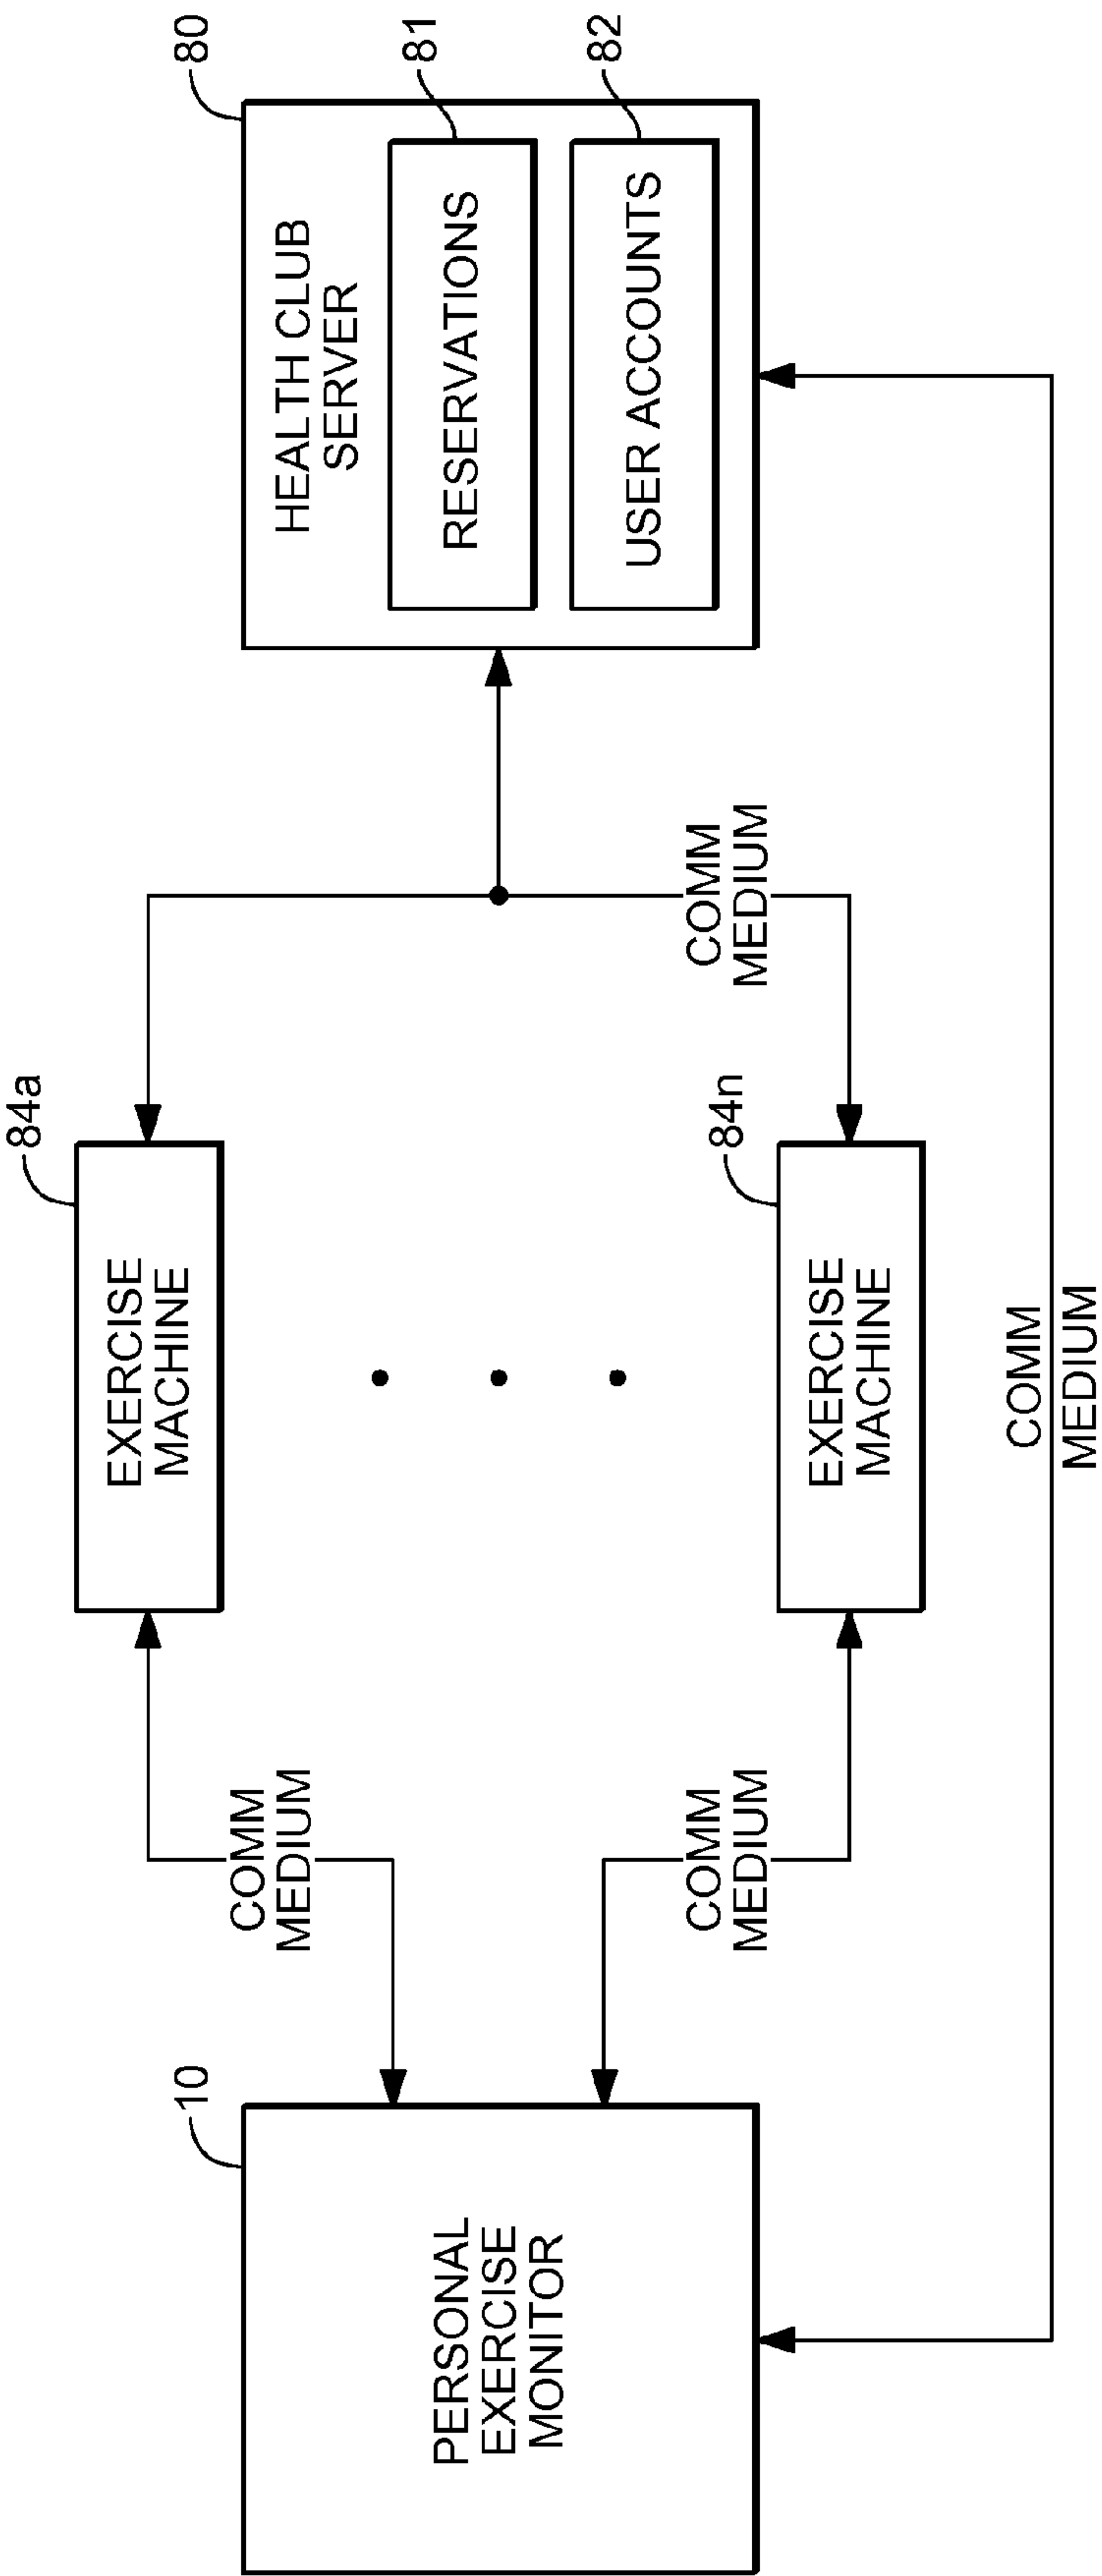 10
PERSONAL
EXERCISE
MONITOR
COMM
MEDIUM
COMM
MEDIUM
84a
EXERCISE
MACHINE
84n
EXERCISE
MACHINE
COMM
MEDIUM
COMM
MEDIUM
80
HEALTH CLUB
SERVER
81
RESERVATIONS
82
USER ACCOUNTS